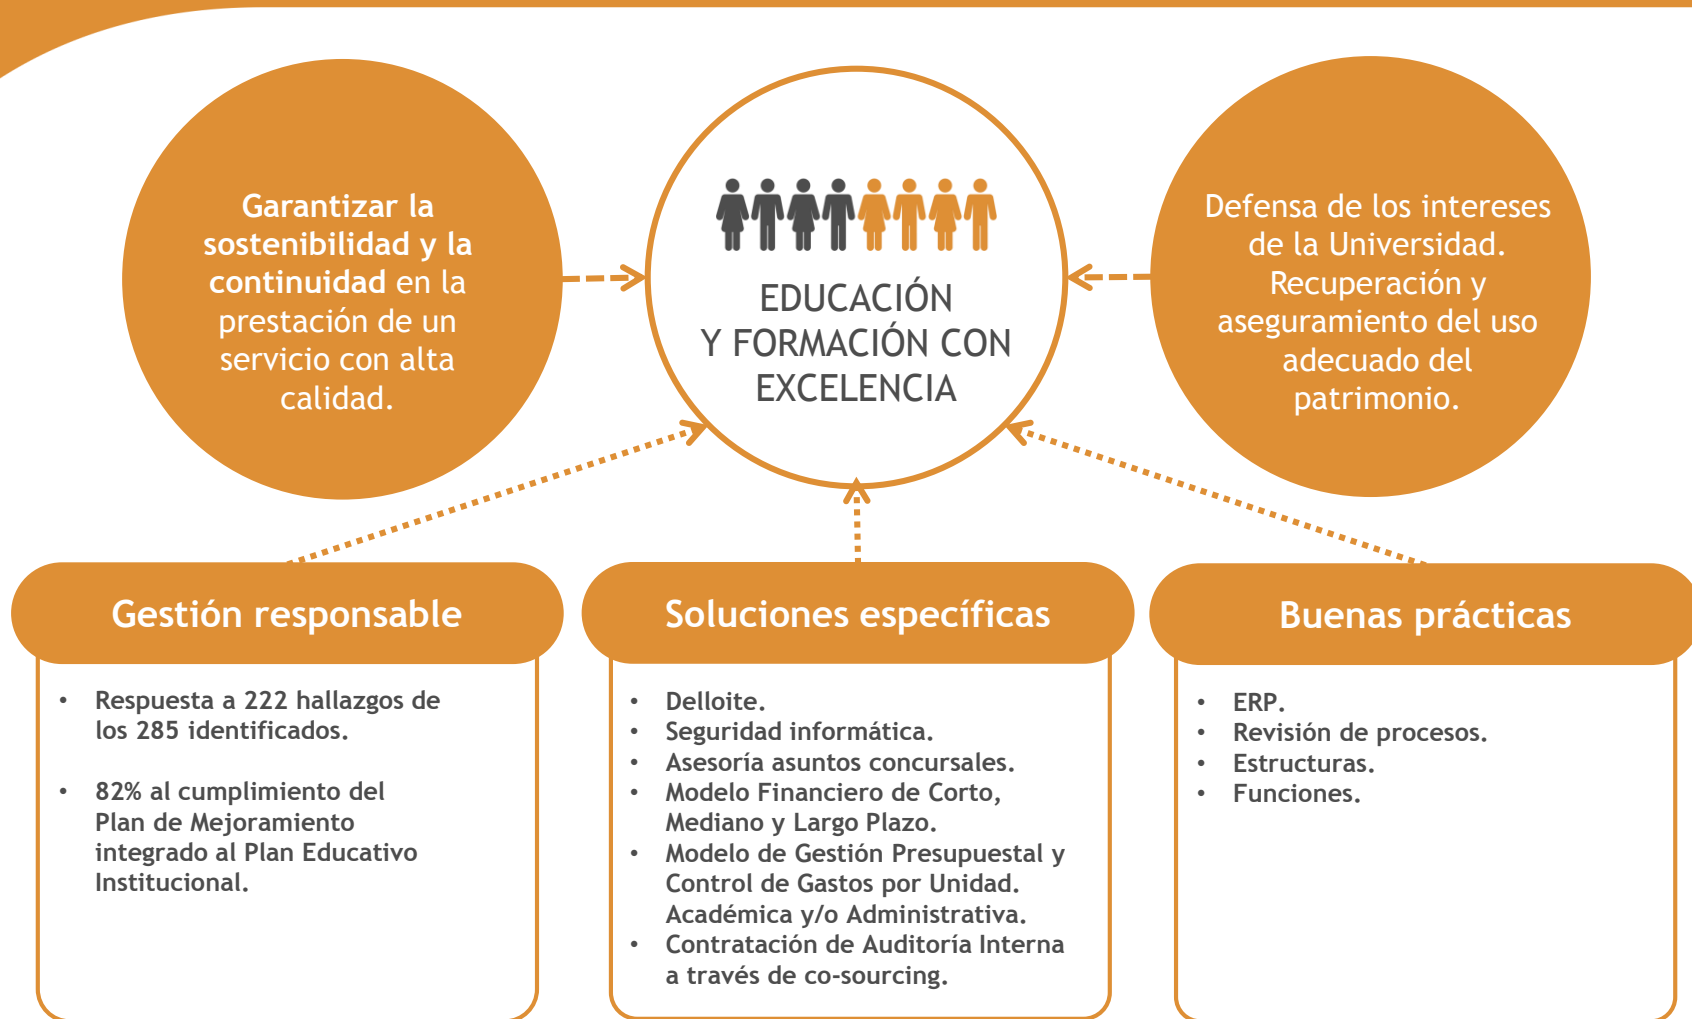 Garantizar la
sostenibilidad y la
continuidad en la
prestación de un
servicio con alta
calidad.
EDUCACIÓN
Y FORMACIÓN CON
EXCELENCIA
Defensa de los intereses
de la Universidad.
Recuperación y
aseguramiento del uso
adecuado del
patrimonio.
Gestión responsable
• Respuesta a 222 hallazgos de
los 285 identificados.
• 82% al cumplimiento del
Plan de Mejoramiento
integrado al Plan Educativo
Institucional.
Soluciones específicas
• Delloite.
• Seguridad informática.
• Asesoría asuntos concursales.
• Modelo Financiero de Corto,
Mediano y Largo Plazo.
• Modelo de Gestión Presupuestal y
Control de Gastos por Unidad.
Académica y/o Administrativa.
• Contratación de Auditoría Interna
a través de co-sourcing.
Buenas prácticas
• ERP.
• Revisión de procesos.
• Estructuras.
• Funciones.